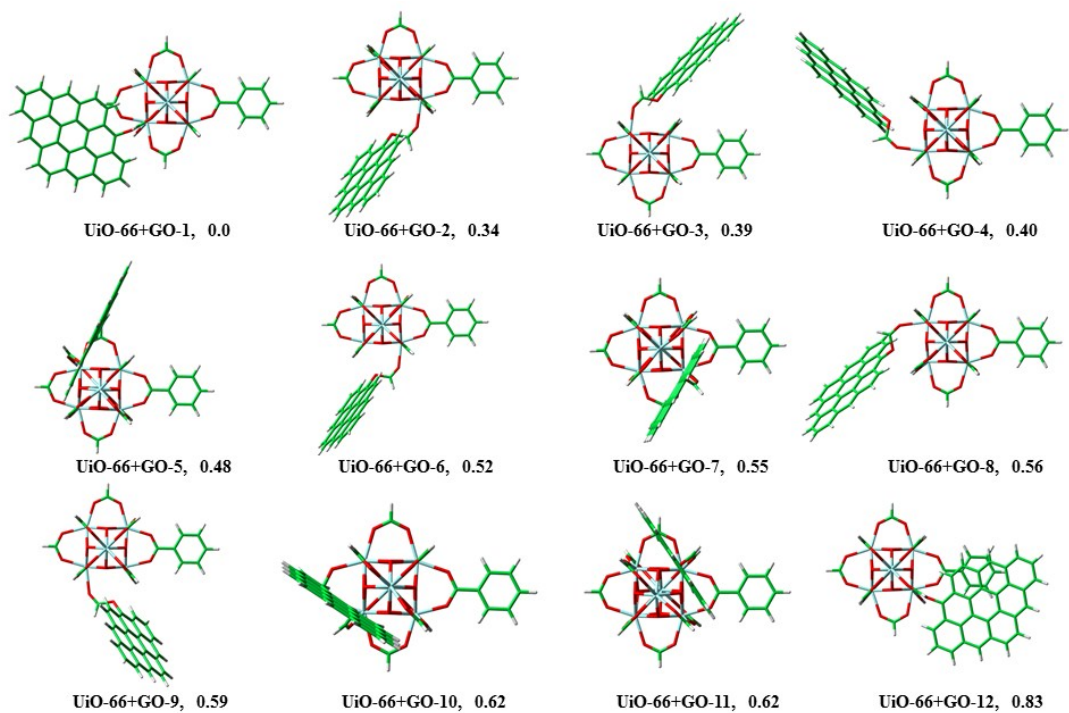 UiO-66+GO-1, 0.0
UiO-66+GO-2, 0.34
UiO-66+GO-3, 0.39
UiO-66+GO-4, 0.40
UiO-66+GO-5, 0.48
UiO-66+GO-6, 0.52
UiO-66+GO-7, 0.55
UiO-66+GO-8, 0.56
UiO-66+GO-9, 0.59
UiO-66+GO-10, 0.62
UiO-66+GO-11, 0.62
UiO-66+GO-12, 0.83